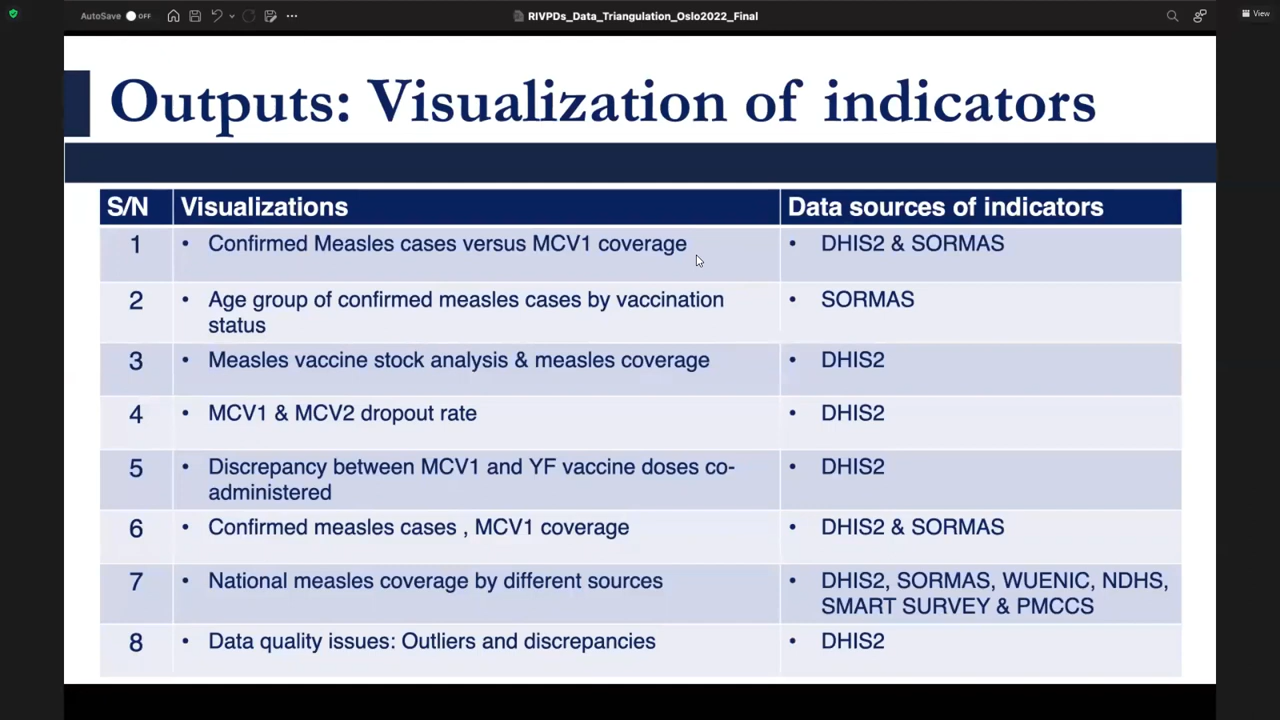 AutoSave OFF
RIVPDs_Data_Triangulation_Oslo2022_Final
View
Outputs: Visualization of indicators
S/N Visualizations Data sources of indicators
1 • Confirmed Measles cases versus MCV1 coverage • DHIS2 & SORMAS
2 • Age group of confirmed measles cases by vaccination • SORMAS
status
3 • Measles vaccine stock analysis & measles coverage • DHIS2
4 • MCV1 & MCV2 dropout rate • DHIS2
5 • Discrepancy between MCV1 and YF vaccine doses co- • DHIS2
administered
6 • Confirmed measles cases , MCV1 coverage • DHIS2 & SORMAS
7 • National measles coverage by different sources • DHIS2, SORMAS, WUENIC, NDHS,
SMART SURVEY & PMCCS
8 • Data quality issues: Outliers and discrepancies • DHIS2